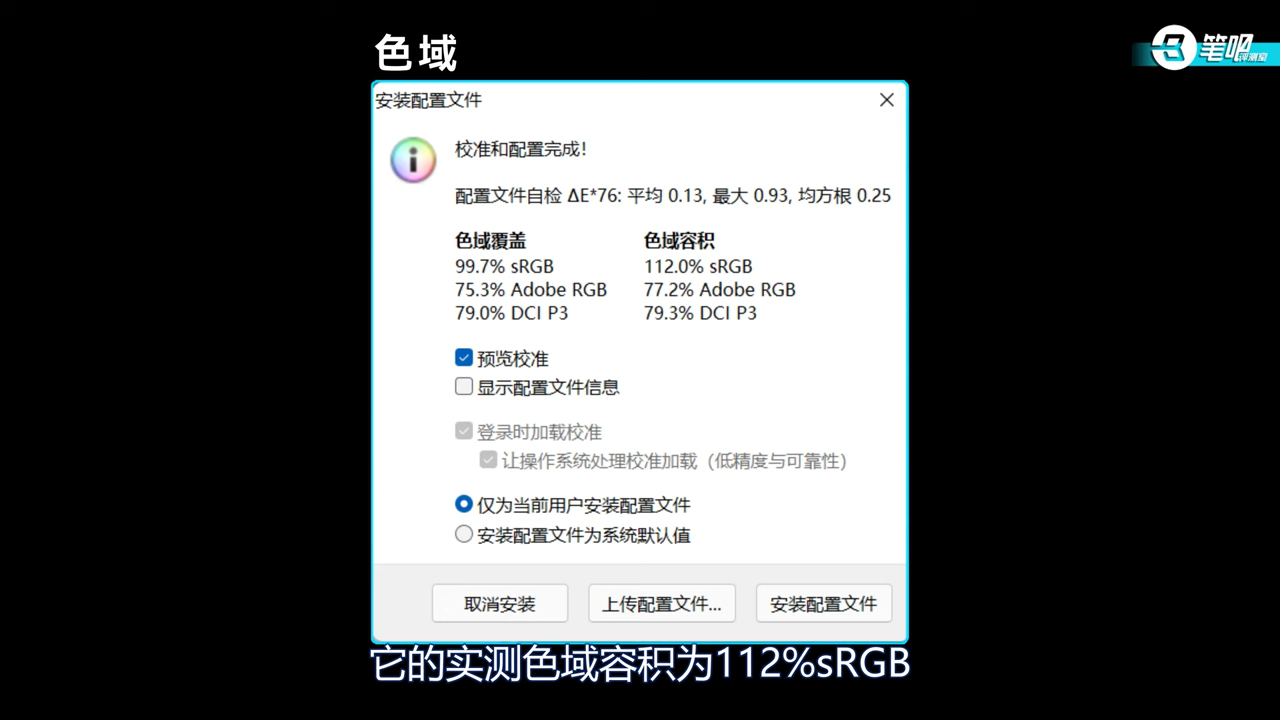 色域
笔吧评测室
安装配置文件
校准和配置完成!
配置文件自检 ΔE*76: 平均 0.13, 最大 0.93, 均方根 0.25
色域覆盖 色域容积
99.7% sRGB 112.0% sRGB
75.3% Adobe RGB 77.2% Adobe RGB
79.0% DCI P3 79.3% DCI P3
预览校准
显示配置文件信息
登录时加载校准
让操作系统处理校准加载（低精度与可靠性）
仅为当前用户安装配置文件
安装配置文件为系统默认值
取消安装 上传配置文件... 安装配置文件
它的实测色域容积为112%sRGB